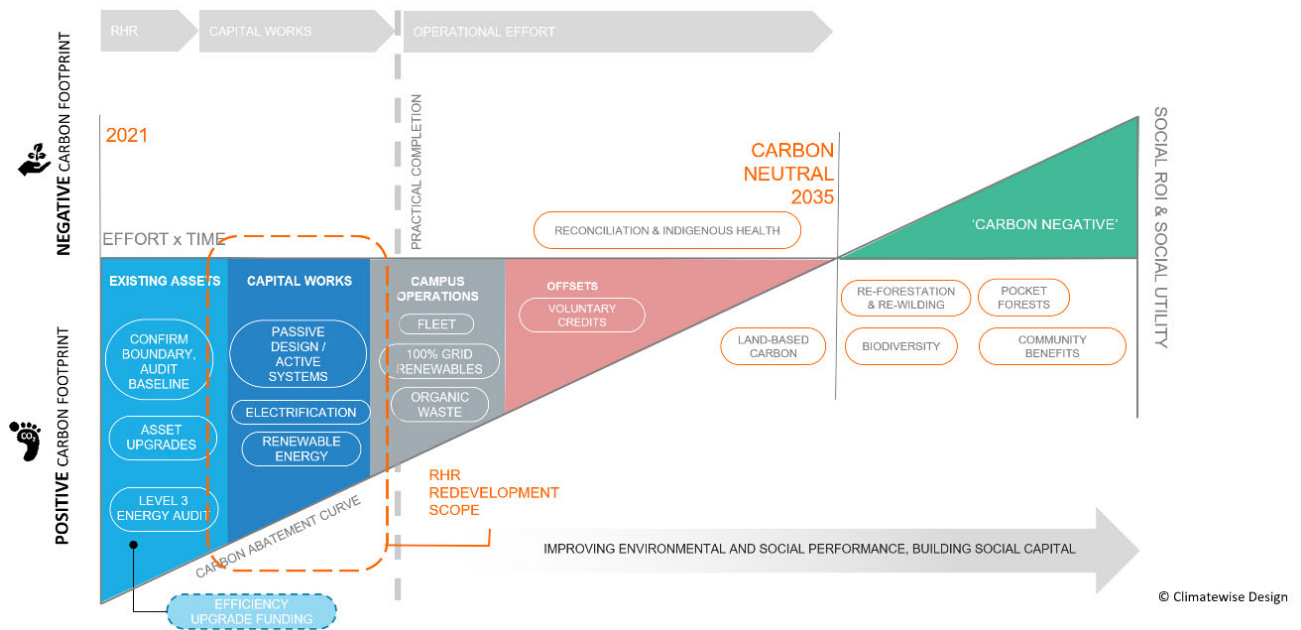 RHR
CAPITAL WORKS
OPERATIONAL EFFORT
NEGATIVE CARBON FOOTPRINT
2021
PRACTICAL COMPLETION
CARBON
NEUTRAL
2035
SOCIAL ROI & SOCIAL UTILITY
RECONCILIATION & INDIGENOUS HEALTH
'CARBON NEGATIVE'
EFFORT x TIME
POSITIVE CARBON FOOTPRINT
CO2
EXISTING ASSETS
CONFIRM
BOUNDARY,
AUDIT
BASELINE
ASSET
UPGRADES
LEVEL 3
ENERGY AUDIT
EFFICIENCY
UPGRADE FUNDING
CAPITAL WORKS
PASSIVE
DESIGN /
ACTIVE
SYSTEMS
ELECTRIFICATION
RENEWABLE
ENERGY
CARBON ABATEMENT CURVE
CAMPUS
OPERATIONS
FLEET
100% GRID
RENEWABLES
ORGANIC
WASTE
OFFSETS
VOLUNTARY
CREDITS
LAND-BASED
CARBON
RE-FORESTATION
& RE-WILDING
POCKET
FORESTS
BIODIVERSITY
COMMUNITY
BENEFITS
RHR
REDEVELOPMENT
SCOPE
IMPROVING ENVIRONMENTAL AND SOCIAL PERFORMANCE, BUILDING SOCIAL CAPITAL
© Climatewise Design